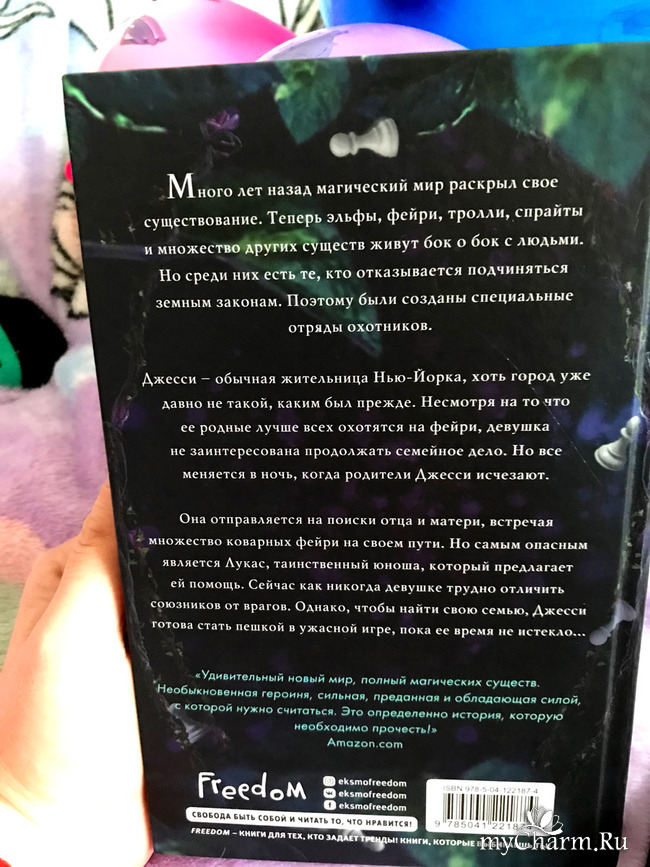 Много лет назад магический мир раскрыл свое
существование. Теперь эльфы, фейри, тролли, спрайты
и множество других существ живут бок о бок с людьми.
Но среди них есть те, кто отказывается подчиняться
земным законам. Поэтому были созданы специальные
отряды охотников.
Джесси – обычная жительница Нью-Йорка, хоть город уже
давно не такой, каким был прежде. Несмотря на то что
ее родные лучше всех охотятся на фейри, девушка
не заинтересована продолжать семейное дело. Но все
меняется в ночь, когда родители Джесси исчезают.
Она отправляется на поиски отца и матери, встречая
множество коварных фейри на своем пути. Но самым опасным
является Лукас, таинственный юноша, который предлагает
ей помощь. Сейчас как никогда девушке трудно отличить
союзников от врагов. Однако, чтобы найти свою семью, Джесси
готова стать пешкой в ужасной игре, пока ее время не истекло...
«Удивительный новый мир, полный магических существ.
Необыкновенная героиня, сильная, преданная и обладающая силой,
с которой нужно считаться. Это определенно история, которую
необходимо прочесть!»
Amazon.com
Freedom
eksmofreedom
eksmofreedom
eksmofreedom
СВОБОДА БЫТЬ СОБОЙ И ЧИТАТЬ ТО, ЧТО НРАВИТСЯ!
FREEDOM – КНИГИ ДЛЯ ТЕХ, КТО ЗАДАЕТ ТРЕНДЫ! КНИГИ, КОТОРЫЕ
ISBN 978-5-04-122187-4
9 785041 22187
myCharm.Ru